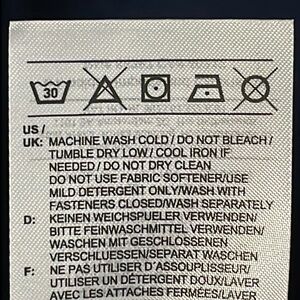 30
US /
UK: MACHINE WASH COLD / DO NOT BLEACH /
TUMBLE DRY LOW / COOL IRON IF
NEEDED / DO NOT DRY CLEAN
DO NOT USE FABRIC SOFTENER/USE
MILD DETERGENT ONLY/WASH WITH
FASTENERS CLOSED/WASH SEPARATELY
D: KEINEN WEICHSPUELER VERWENDEN/
BITTE FEINWASCHMITTEL VERWENDEN/
WASCHEN MIT GESCHLOSSENEN
VERSCHLUESSEN/SEPARAT WASCHEN
F: NE PAS UTILISER D'ASSOUPLISEUR/
UTILISER UN DETERGENT DOUX/LAVER
AVEC LES ATTACHES FERMÉES/LAVER